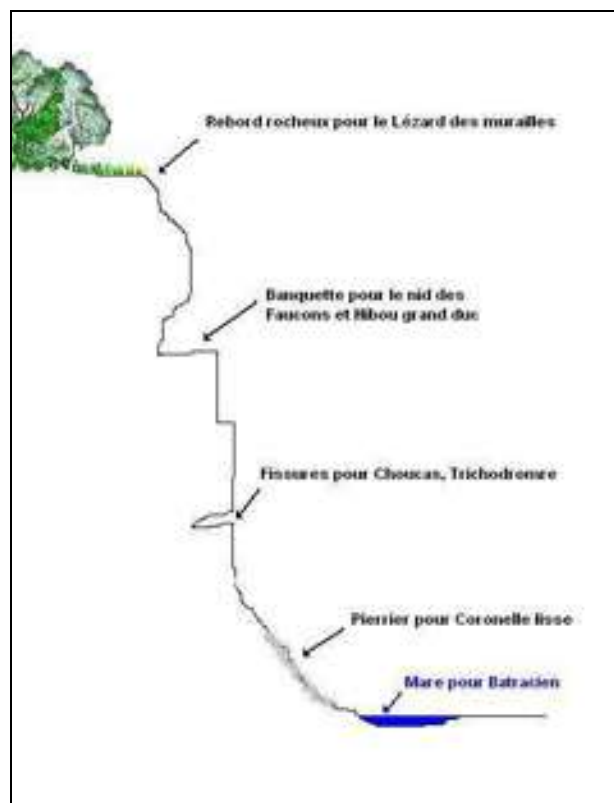 Rebord rocheux pour le Lézard des murailles
Banquette pour le nid des
Faucons et Hibou grand duc
Fissures pour Choucas, Trichodromre
Pierrier pour Coronelle lisse
Mare pour Batracien